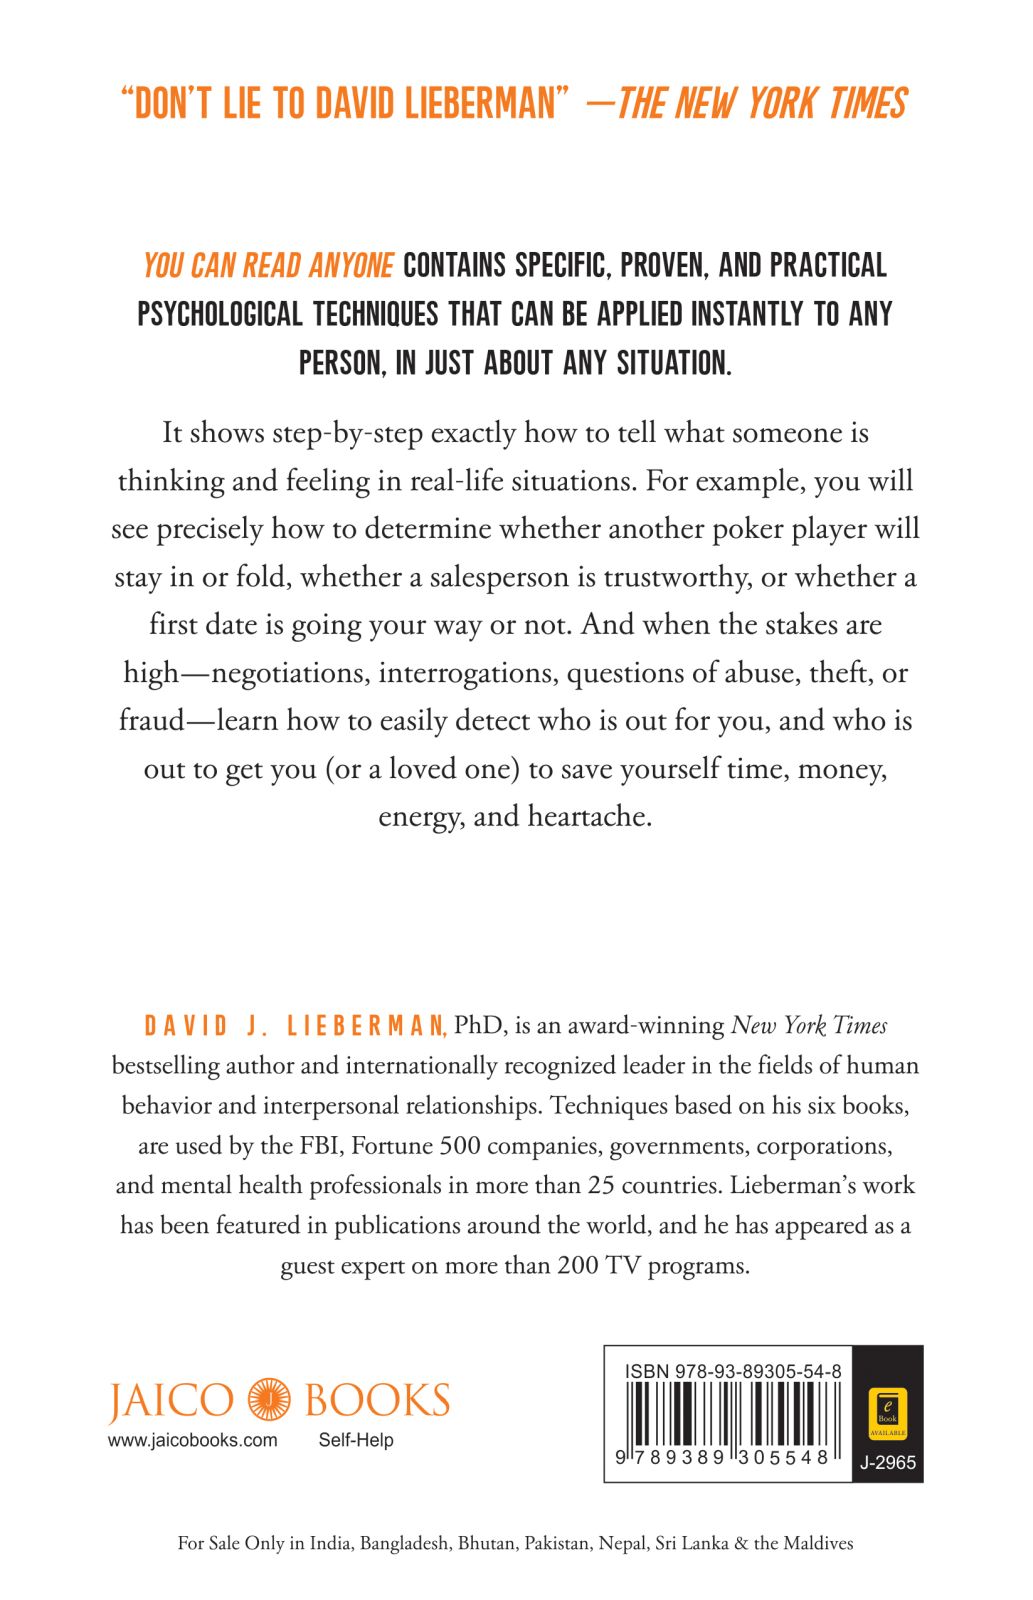 “DON’T LIE TO DAVID LIEBERMAN” —THE NEW YORK TIMES
YOU CAN READ ANYONE CONTAINS SPECIFIC, PROVEN, AND PRACTICAL
PSYCHOLOGICAL TECHNIQUES THAT CAN BE APPLIED INSTANTLY TO ANY
PERSON, IN JUST ABOUT ANY SITUATION.
It shows step-by-step exactly how to tell what someone is
thinking and feeling in real-life situations. For example, you will
see precisely how to determine whether another poker player will
stay in or fold, whether a salesperson is trustworthy, or whether a
first date is going your way or not. And when the stakes are
high—negotiations, interrogations, questions of abuse, theft, or
fraud—learn how to easily detect who is out for you, and who is
out to get you (or a loved one) to save yourself time, money,
energy, and heartache.
DAVID J. LIEBERMAN, PhD, is an award-winning New York Times
bestselling author and internationally recognized leader in the fields of human
behavior and interpersonal relationships. Techniques based on his six books,
are used by the FBI, Fortune 500 companies, governments, corporations,
and mental health professionals in more than 25 countries. Lieberman’s work
has been featured in publications around the world, and he has appeared as a
guest expert on more than 200 TV programs.
JAICO J BOOKS
www.jaicobooks.com Self-Help
ISBN 978-93-89305-54-8
9 789389 305548
e
Book
AVAILABLE
J-2965
For Sale Only in India, Bangladesh, Bhutan, Pakistan, Nepal, Sri Lanka & the Maldives